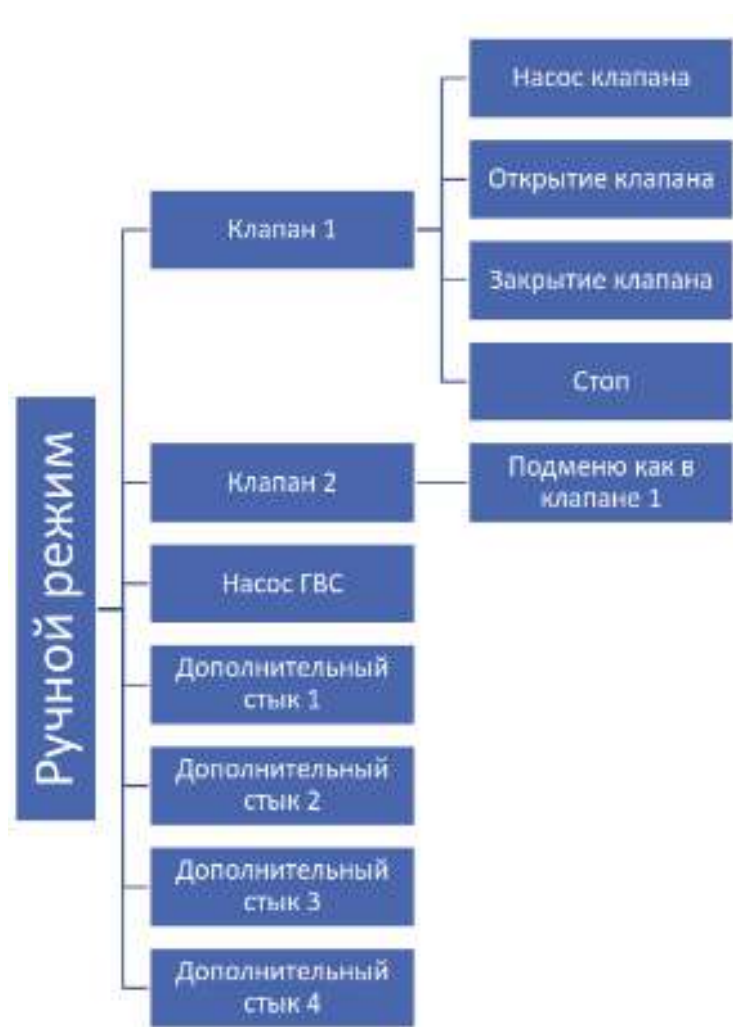 Ручной режим
Клапан 1
Насос клапана
Открытие клапана
Закрытие клапана
Стоп
Клапан 2
Подменю как в
клапане 1
Насос ГВС
Дополнительный
стык 1
Дополнительный
стык 2
Дополнительный
стык 3
Дополнительный
стык 4